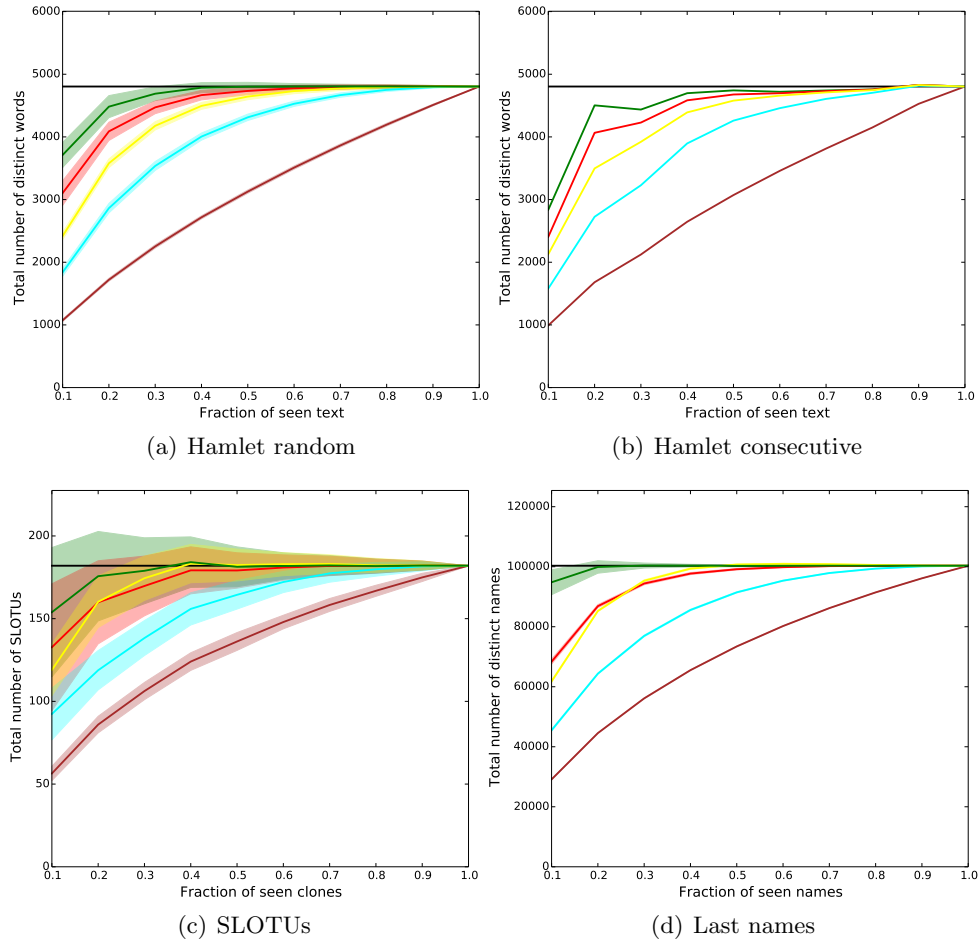 6000
5000
4000
3000
2000
1000
0
Total number of distinct words
0.1 0.2 0.3 0.4 0.5 0.6 0.7 0.8 0.9 1.0
Fraction of seen text
(a) Hamlet random
6000
5000
4000
3000
2000
1000
0
Total number of distinct words
0.1 0.2 0.3 0.4 0.5 0.6 0.7 0.8 0.9 1.0
Fraction of seen text
(b) Hamlet consecutive
200
150
100
50
0
Total number of SLOTUs
0.1 0.2 0.3 0.4 0.5 0.6 0.7 0.8 0.9 1.0
Fraction of seen clones
(c) SLOTUs
120000
100000
80000
60000
40000
20000
0
Total number of distinct names
0.1 0.2 0.3 0.4 0.5 0.6 0.7 0.8 0.9 1.0
Fraction of seen names
(d) Last names